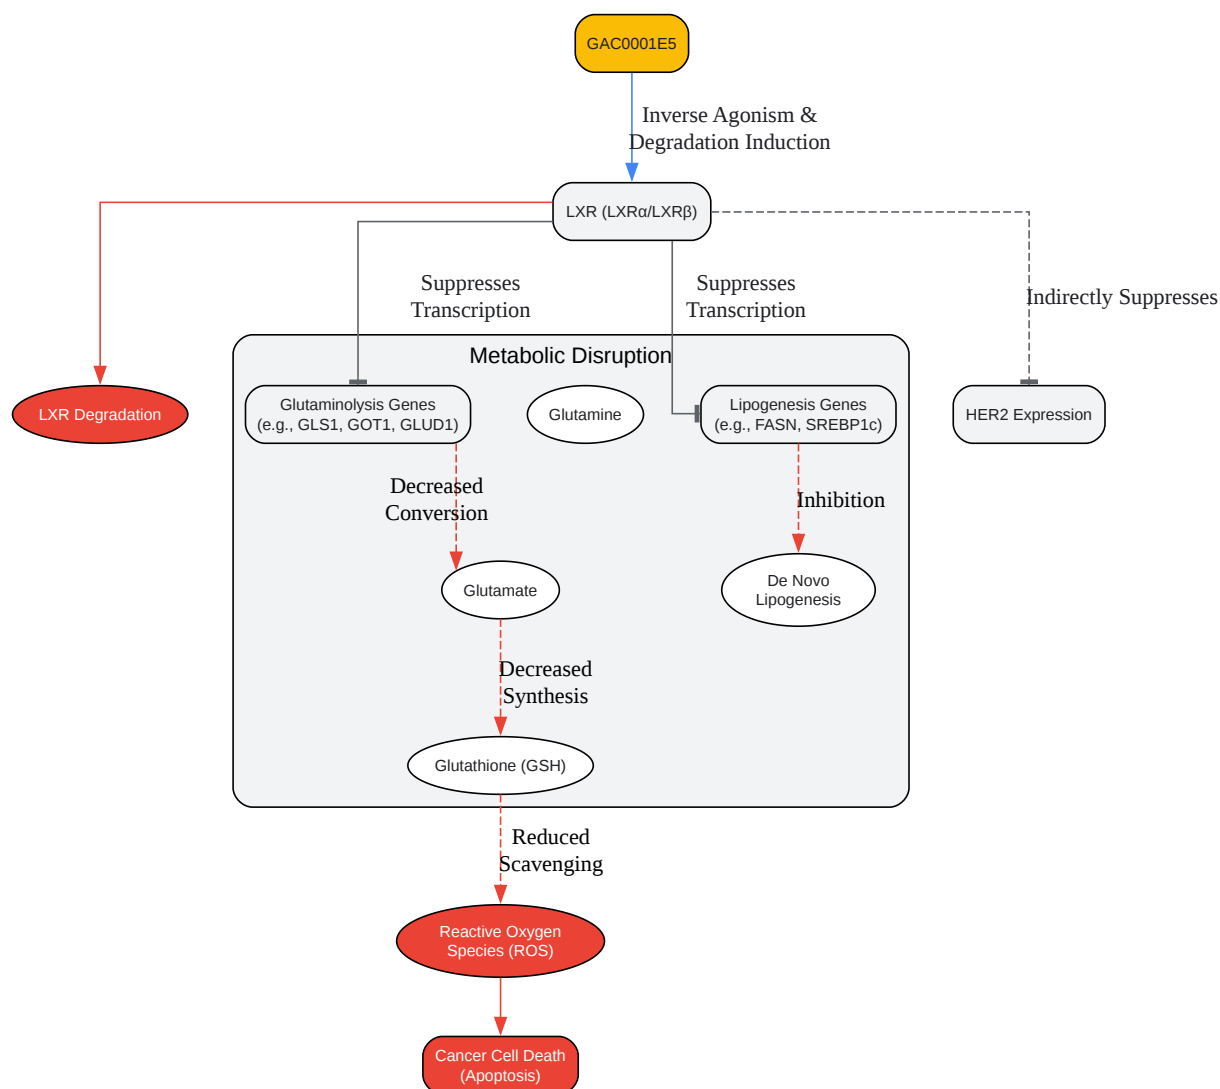 GAC0001E5
Inverse Agonism &
Degradation Induction
LXR (LXRα/LXRβ)
Suppresses
Transcription
Suppresses
Transcription
Indirectly Suppresses
Metabolic Disruption
LXR Degradation
Glutaminolysis Genes
(e.g., GLS1, GOT1, GLUD1)
Glutamine
Lipogenesis Genes
(e.g., FASN, SREBP1c)
HER2 Expression
Decreased
Conversion
Inhibition
Glutamate
De Novo
Lipogenesis
Decreased
Synthesis
Glutathione (GSH)
Reduced
Scavenging
Reactive Oxygen
Species (ROS)
Cancer Cell Death
(Apoptosis)